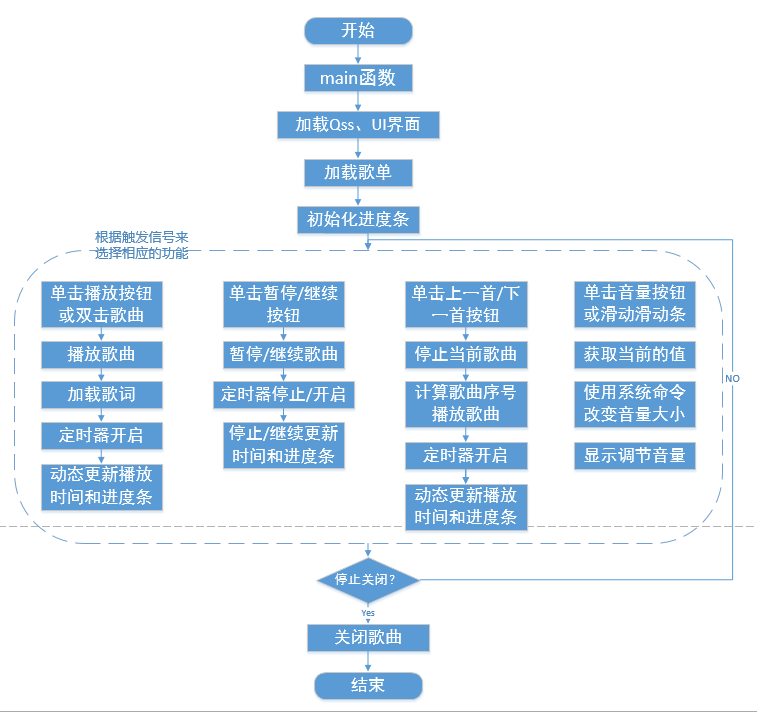 开始
main函数
加载Qss、UI界面
加载歌单
初始化进度条
根据触发信号来
选择相应的功能
单击播放按钮
或双击歌曲
播放歌曲
加载歌词
定时器开启
动态更新播放
时间和进度条
单击暂停/继续
按钮
暂停/继续歌曲
定时器停止/开启
停止/继续更新
时间和进度条
单击上一首/下
一首按钮
停止当前歌曲
计算歌曲序号
播放歌曲
定时器开启
动态更新播放
时间和进度条
单击音量按钮
或滑动滑动条
获取当前的值
使用系统命令
改变音量大小
显示调节音量
NO
停止关闭?
Yes
关闭歌曲
结束